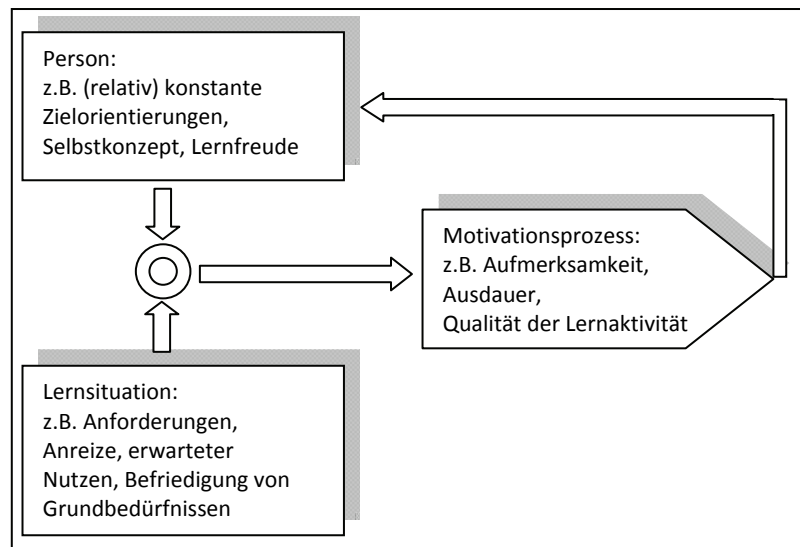 Person:
z.B. (relativ) konstante
Zielorientierungen,
Selbstkonzept, Lernfreude
Motivationsprozess:
z.B. Aufmerksamkeit,
Ausdauer,
Qualität der Lernaktivität
Lernsituation:
z.B. Anforderungen,
Anreize, erwarteter
Nutzen, Befriedigung von
Grundbedürfnissen